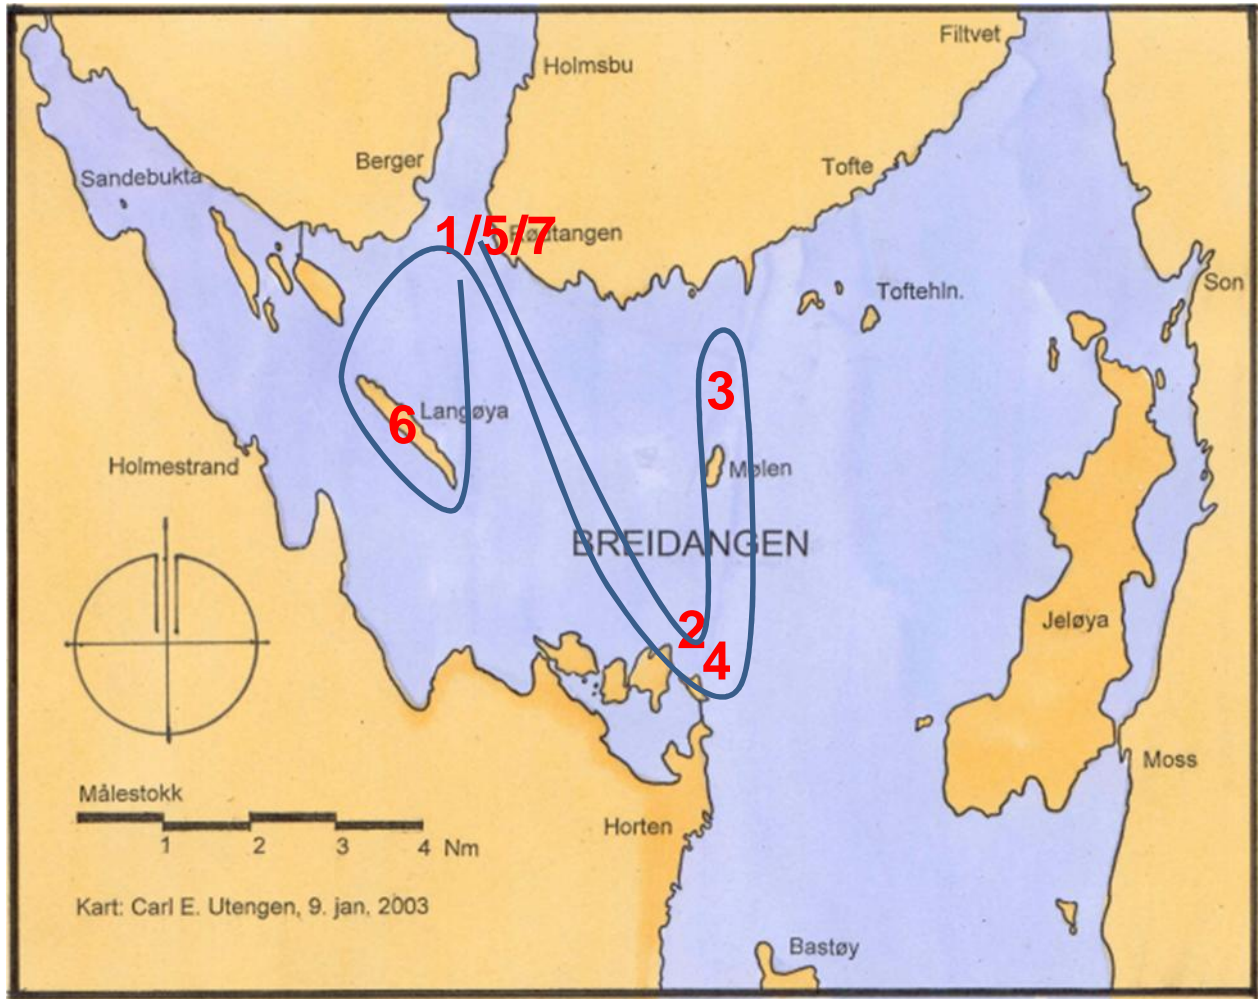 Filtvet
Holmsbu
Berger
Tofte
Sandebukta
1/5/7
Rødtangen
Son
Toftehln.
3
6
Langøya
Mølen
Holmestrand
BREIDANGEN
2
Jeløya
4
Moss
Målestokk
Horten
1 2 3 4 Nm
Kart: Carl E. Utengen, 9. jan. 2003
Bastøy